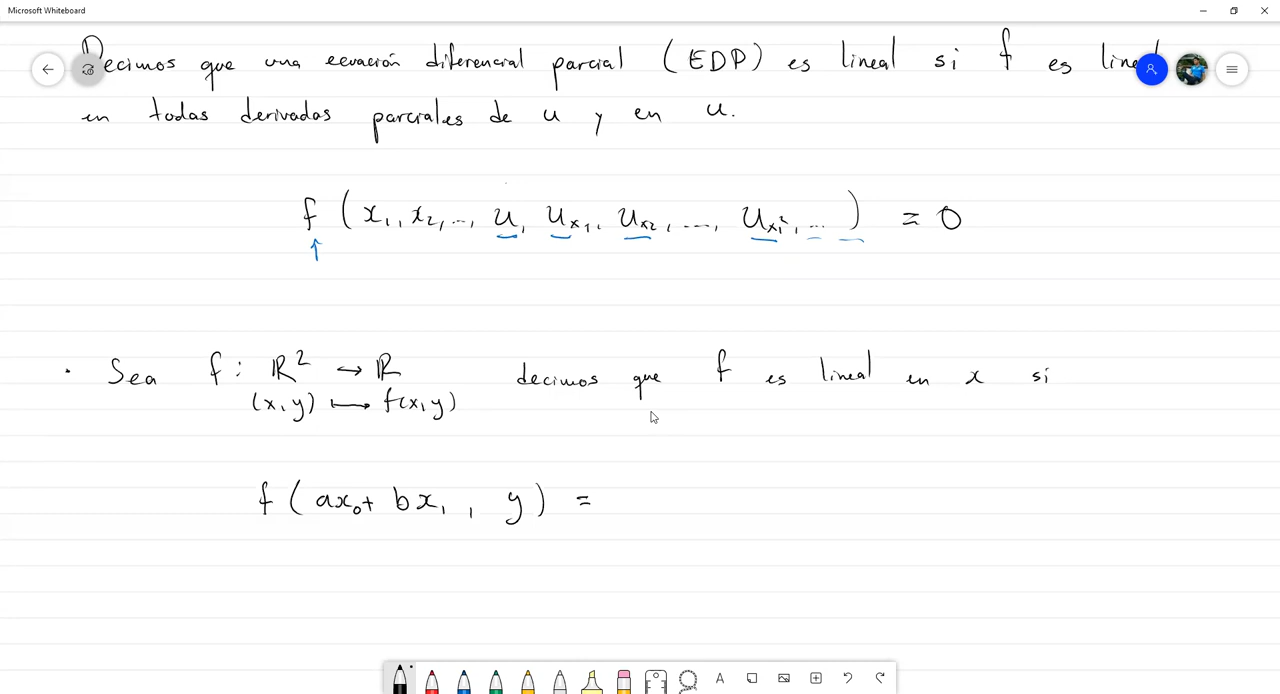 Microsoft Whiteboard
Decimos que una ecuación diferencial parcial (EDP) es lineal si f es lineal
en todas derivadas parciales de u y en u.
f (x₁, x₂, ..., u, uₓ₁, uₓ₂, ..., uₓ₁², ... ) = 0
· Sea f: ℝ² → ℝ decimos que f es lineal en x si
(x, y) ⟼ f(x, y)
f ( ax₀ + bx₁ , y ) =
A